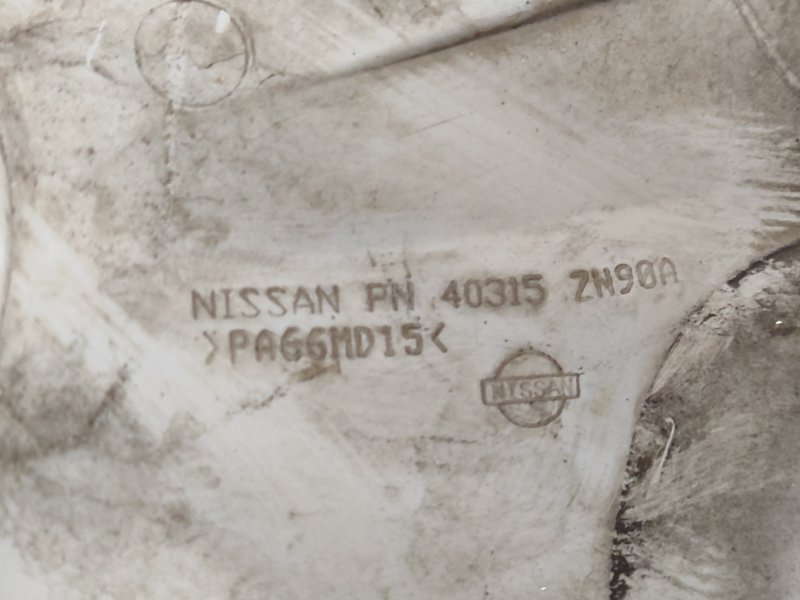 NISSAN PN 40315 ZN90A
>PA66MD15<
NISSAN